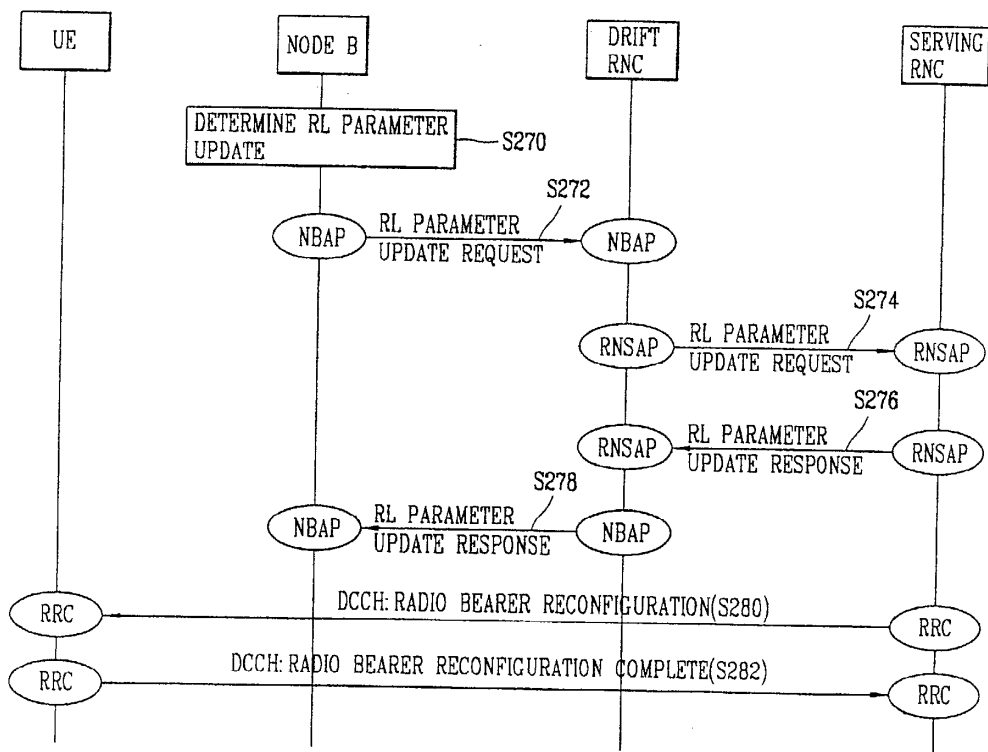 UE
NODE B
DRIFT
RNC
SERVING
RNC
DETERMINE RL PARAMETER
UPDATE
S270
S272
NBAP
RL PARAMETER
UPDATE REQUEST
NBAP
S274
RNSAP
RL PARAMETER
UPDATE REQUEST
RNSAP
S276
RNSAP
RL PARAMETER
UPDATE RESPONSE
RNSAP
S278
NBAP
RL PARAMETER
UPDATE RESPONSE
NBAP
RRC
DCCH:RADIO BEARER RECONFIGURATION(S280)
RRC
RRC
DCCH:RADIO BEARER RECONFIGURATION COMPLETE(S282)
RRC